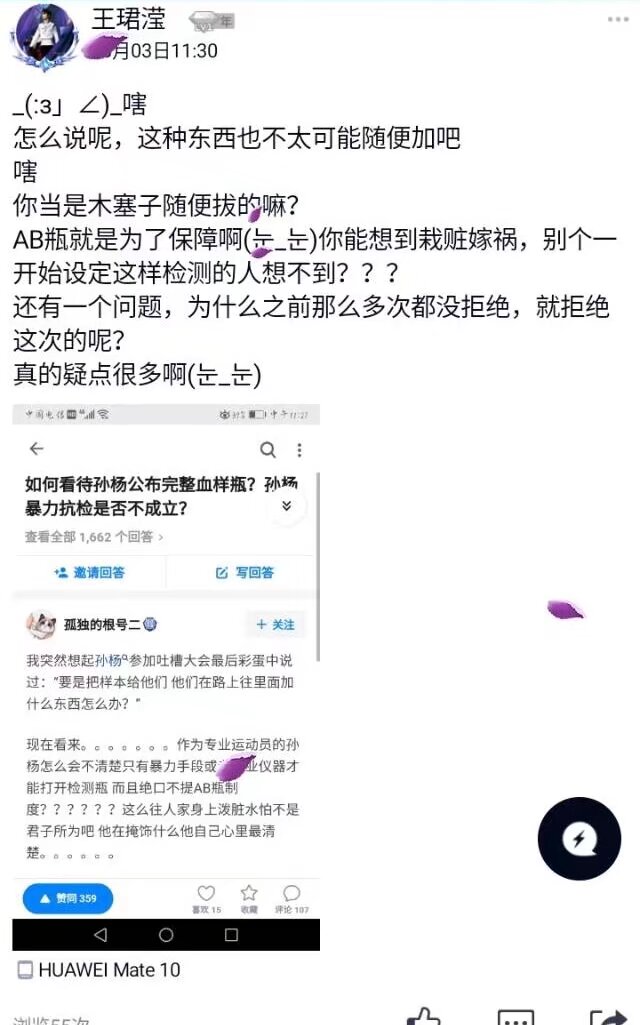 王珺滢
LV1 年
月03日11:30
_(:з」∠)_嗐
怎么说呢，这种东西也不太可能随便加吧
嗐
你当是木塞子随便拔的嘛？
AB瓶就是为了保障啊(눈_눈)你能想到栽赃嫁祸，别个一
开始设定这样检测的人想不到？？？
还有一个问题，为什么之前那么多次都没拒绝，就拒绝
这次的呢？
真的疑点很多啊(눈_눈)
中国电信
如何看待孙杨公布完整血样瓶？孙杨
暴力抗检是否不成立？
查看全部 1,662 个回答 >
邀请回答
写回答
孤独的根号二
+ 关注
我突然想起孙杨参加吐槽大会最后彩蛋中说
过：“要是把样本给他们 他们在路上往里面加
什么东西怎么办？”
现在看来。。。。。。。作为专业运动员的孙
杨怎么会不清楚只有暴力手段或 业仪器才
能打开检测瓶 而且绝口不提AB瓶制
度？？？？？？这么往人家身上泼脏水怕不是
君子所为吧 他在掩饰什么他自己心里最清
楚。。。。。。
赞同 359
喜欢 15
收藏
评论 107
HUAWEI Mate 10
浏览55次